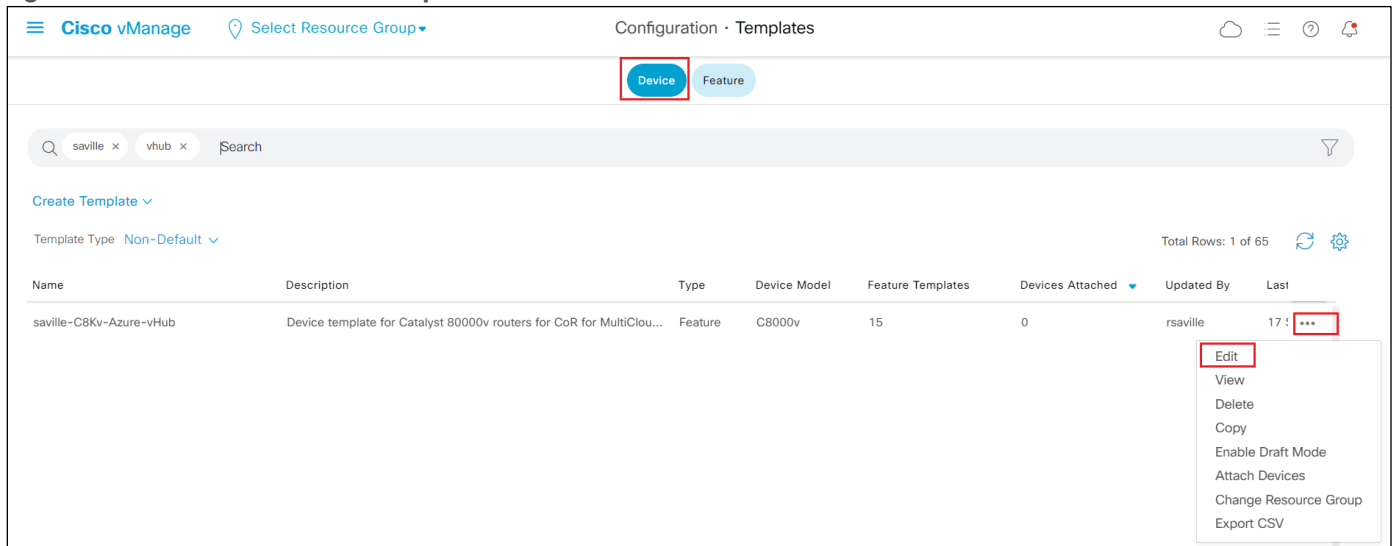 Cisco vManage Select Resource Group▾ Configuration · Templates
Device Feature
saville × vhub × Search
Create Template
Template Type Non-Default Total Rows: 1 of 65
Name Description Type Device Model Feature Templates Devices Attached Updated By Last
saville-C8Kv-Azure-vHub Device template for Catalyst 80000v routers for CoR for MultiClou... Feature C8000v 15 0 rsaville 17 •••
Edit
View
Delete
Copy
Enable Draft Mode
Attach Devices
Change Resource Group
Export CSV